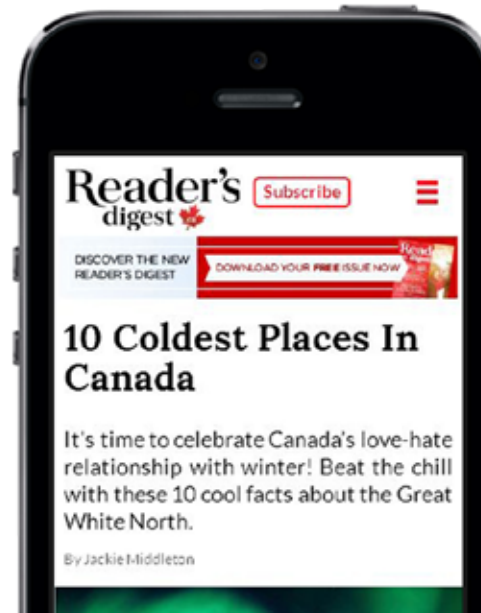 Reader's
digest
Subscribe
DISCOVER THE NEW
READER'S DIGEST
DOWNLOAD YOUR FREE ISSUE NOW
10 Coldest Places In
Canada
It's time to celebrate Canada's love-hate
relationship with winter! Beat the chill
with these 10 cool facts about the Great
White North.
By Jackie Middleton